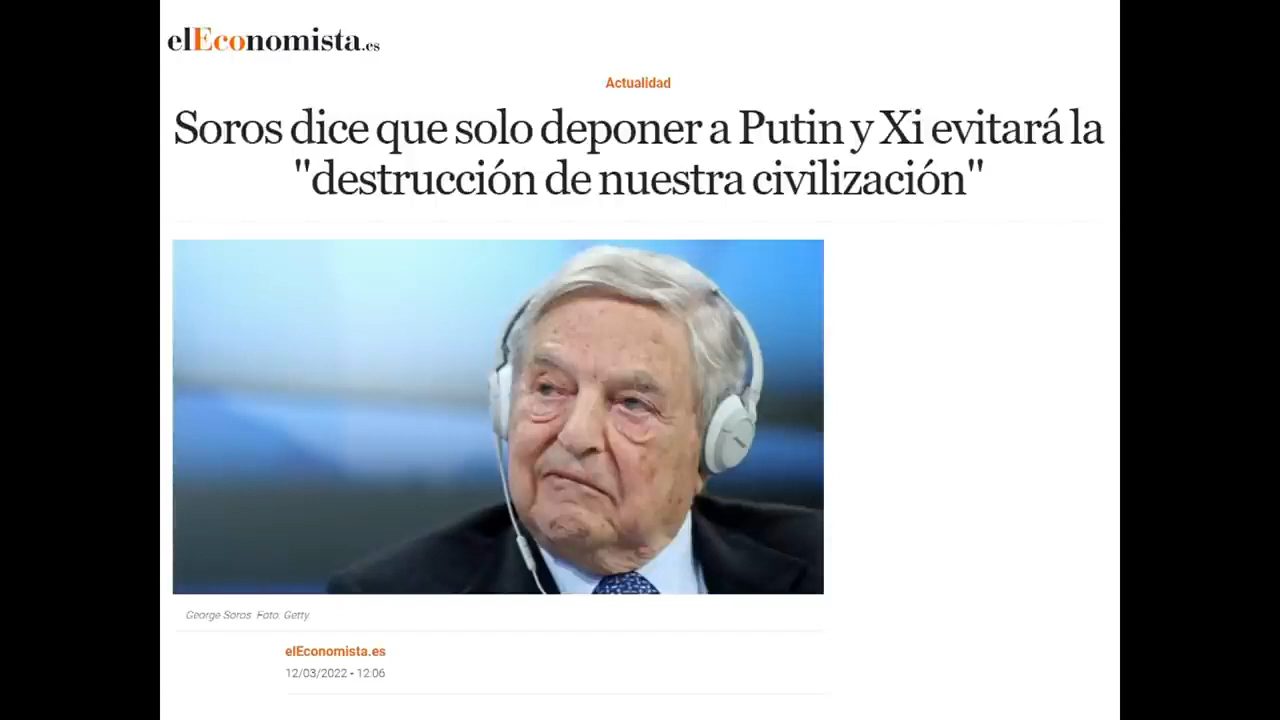 elEconomista.es
Actualidad
Soros dice que solo deponer a Putin y Xi evitará la
"destrucción de nuestra civilización"
George Soros Foto: Getty
elEconomista.es
12/03/2022 - 12:06